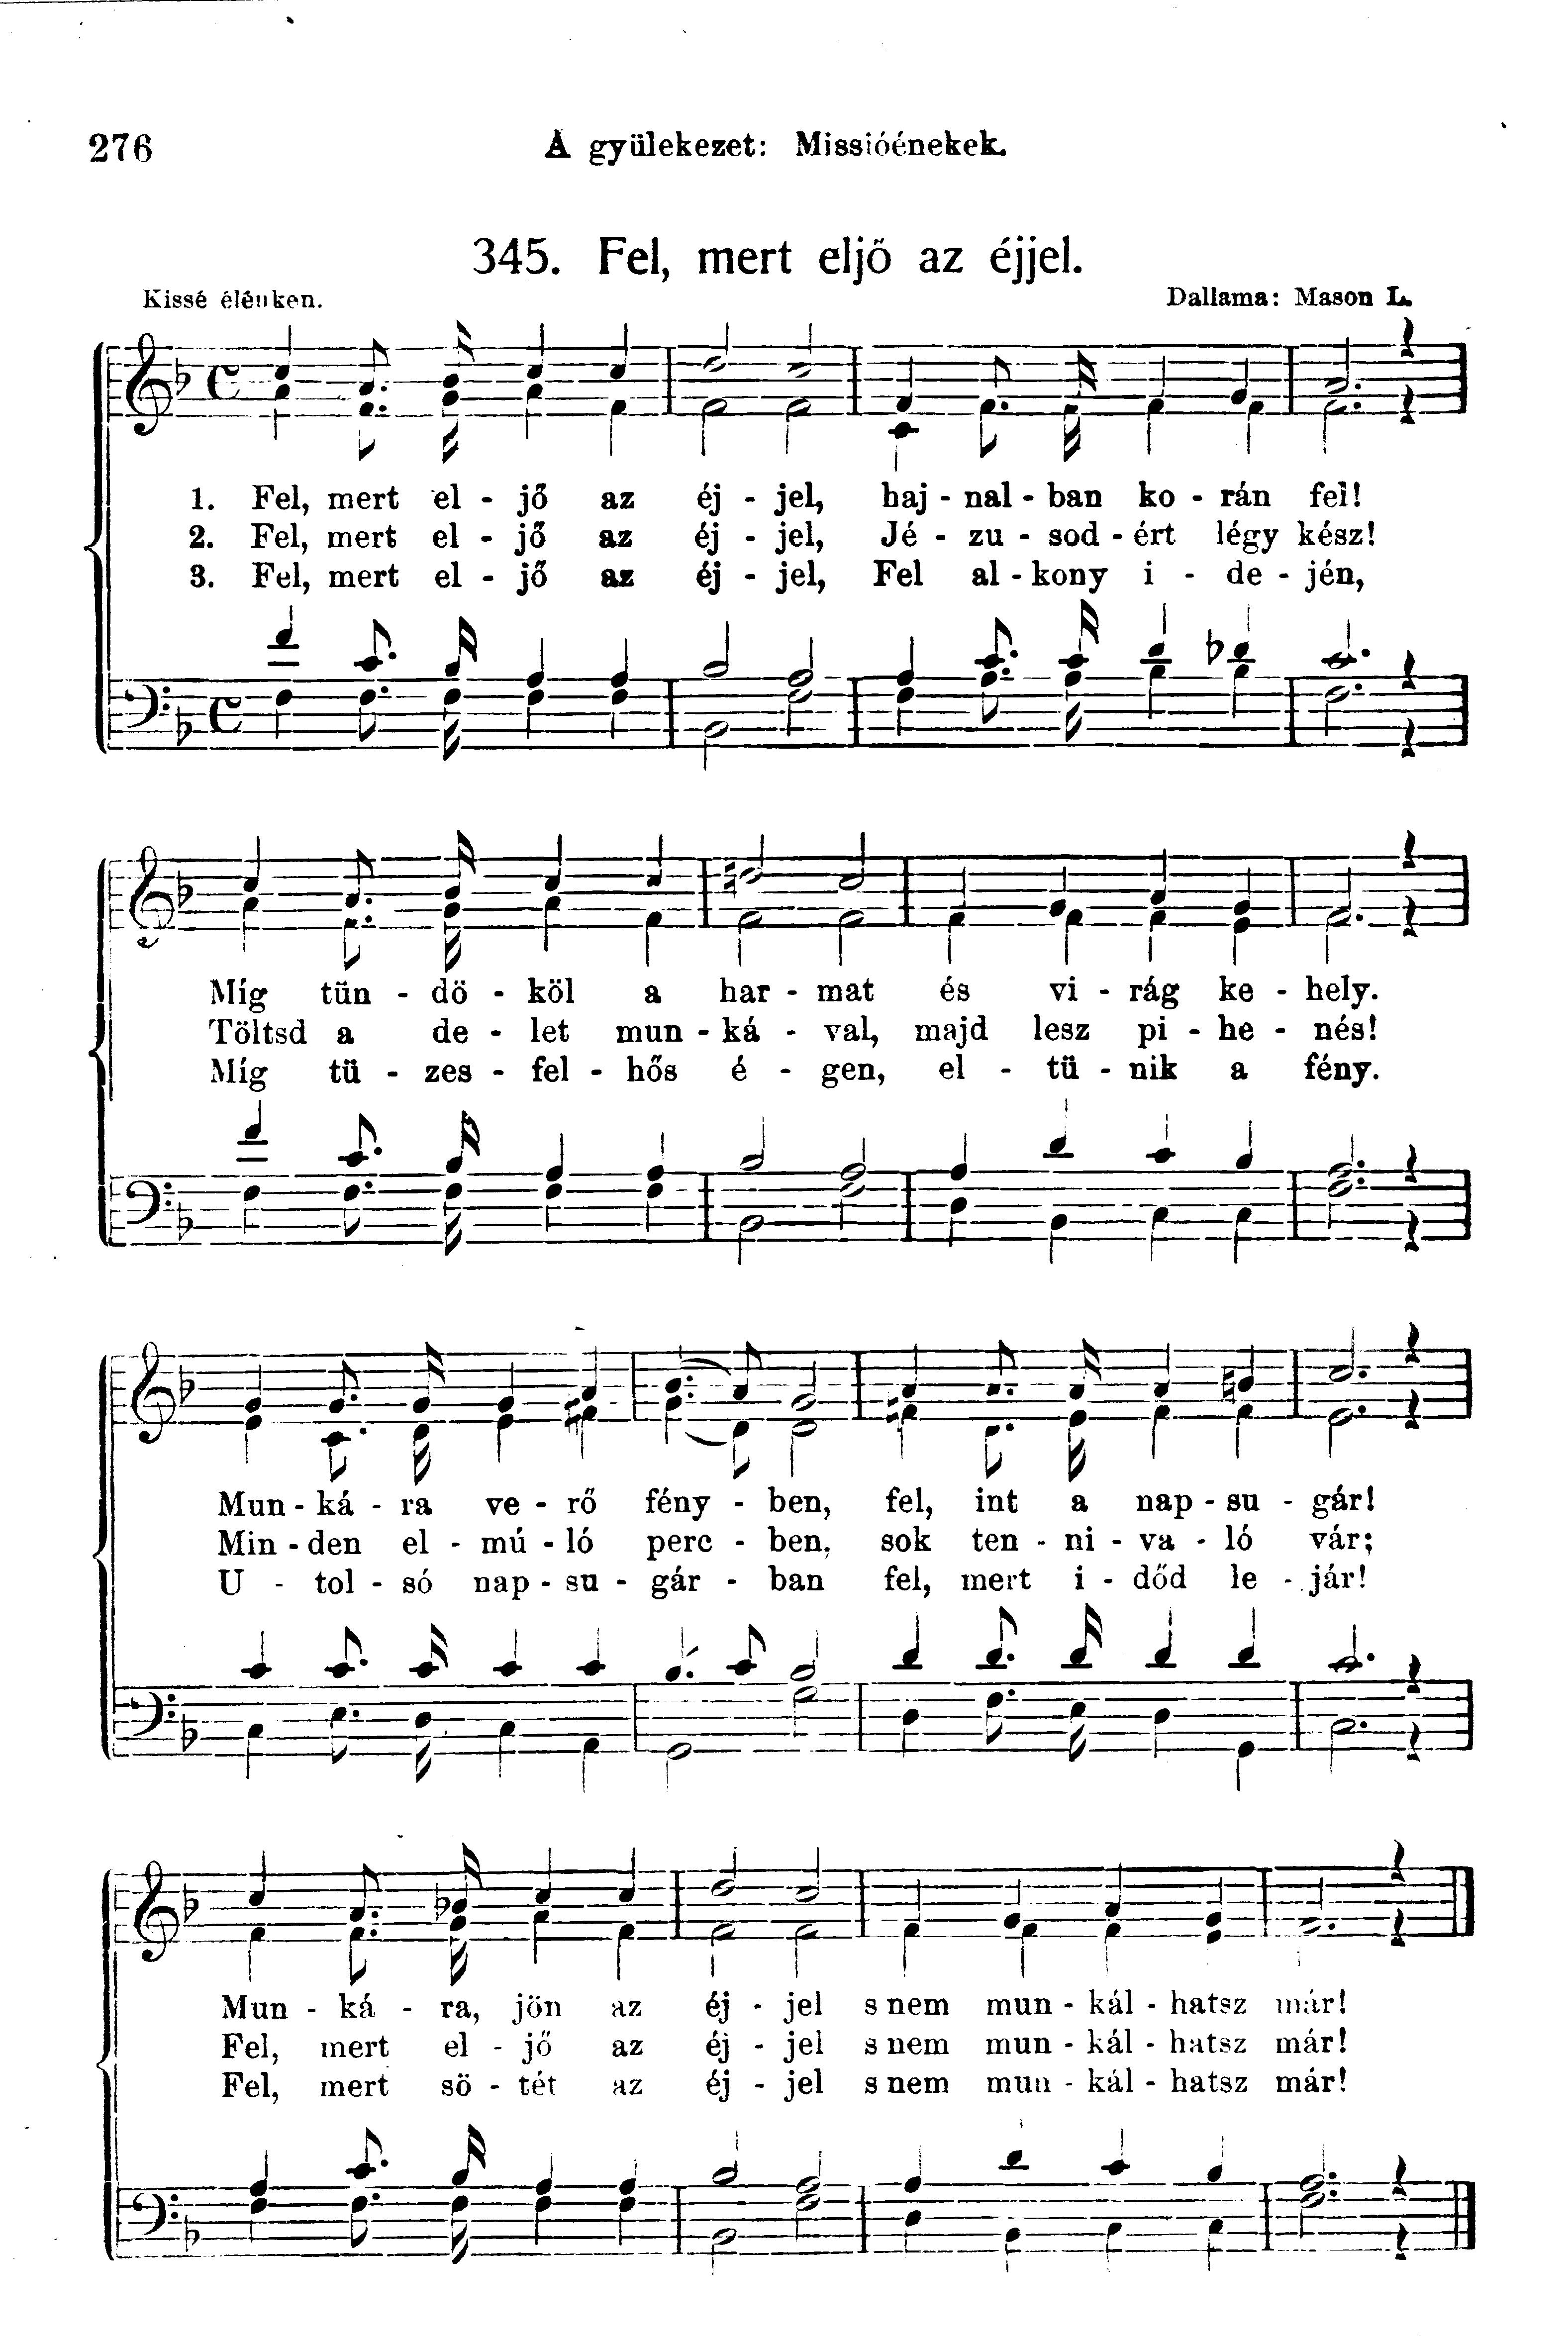 276
A gyülekezet: Missióénekek.
345. Fel, mert eljő az éjjel.
Kissé élénken.
Dallama: Mason L.
1. Fel, mert el - jő az éj - jel, haj - nal - ban ko - rán fel!
2. Fel, mert el - jő az éj - jel, Jé - zu - sod - ért légy kész!
3. Fel, mert el - jő az éj - jel, Fel al - kony i - de - jén,
Míg tün - dö - köl a har - mat és vi - rág ke - hely.
Töltsd a de - let mun - ká - val, majd lesz pi - he - nés!
Míg tü - zes - fel - hős é - gen, el - tü - nik a fény.
Mun - ká - ra ve - rő fény - ben, fel, int a nap - su - gár!
Min - den el - mú - ló perc - ben, sok ten - ni - va - ló vár;
U - tol - só nap - su - gár - ban fel, mert i - dőd le - jár!
Mun - ká - ra, jön az éj - jel s nem mun - kál - hatsz már!
Fel, mert el - jő az éj - jel s nem mun - kál - hatsz már!
Fel, mert sö - tét az éj - jel s nem mun - kál - hatsz már!